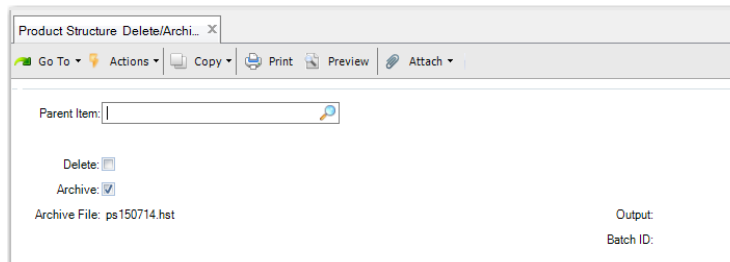 Product Structure Delete/Archi...
Go To Actions Copy Print Preview Attach
Parent Item:
Delete:
Archive:
Archive File: ps150714.hst Output:
Batch ID: